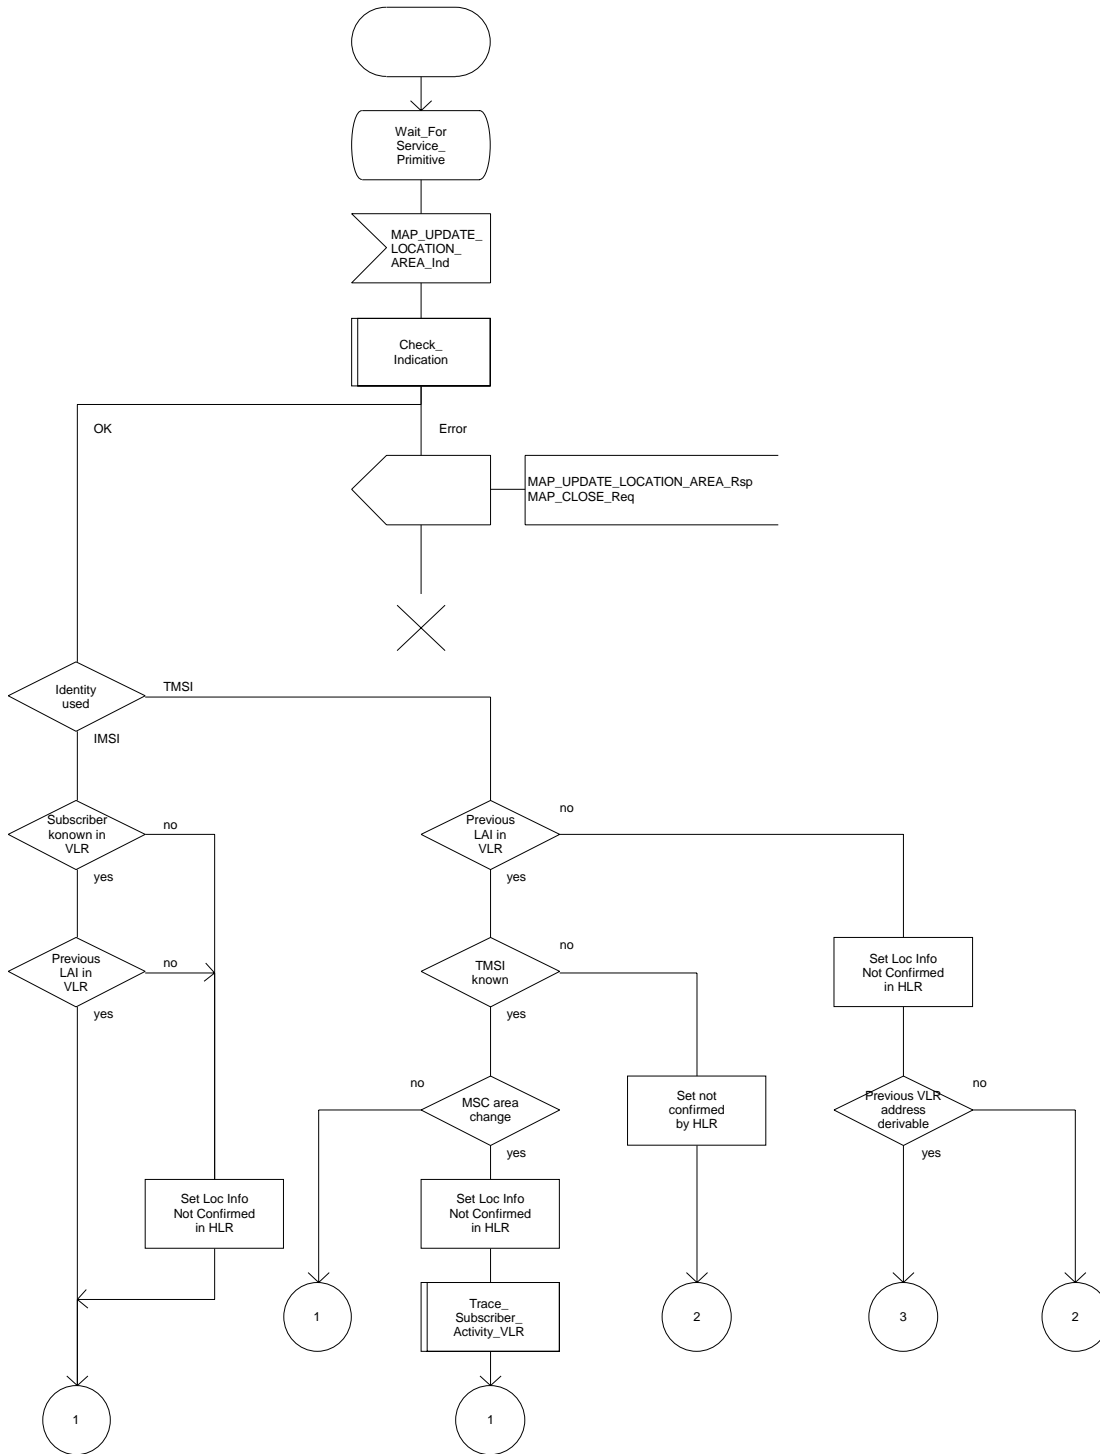 Wait_For
Service_
Primitive
MAP_UPDATE_
LOCATION_
AREA_Ind
Check_
Indication
OK
Error
MAP_UPDATE_LOCATION_AREA_Rsp
MAP_CLOSE_Req
Identity
used
TMSI
IMSI
Subscriber
konown in
VLR
no
yes
Previous
LAI in
VLR
no
yes
Previous
LAI in
VLR
no
yes
TMSI
known
no
yes
Set Loc Info
Not Confirmed
in HLR
MSC area
change
no
yes
Set not
confirmed
by HLR
Previous VLR
address
derivable
no
yes
Set Loc Info
Not Confirmed
in HLR
Set Loc Info
Not Confirmed
in HLR
Trace_
Subscriber_
Activity_VLR
1
2
3
2
1
1